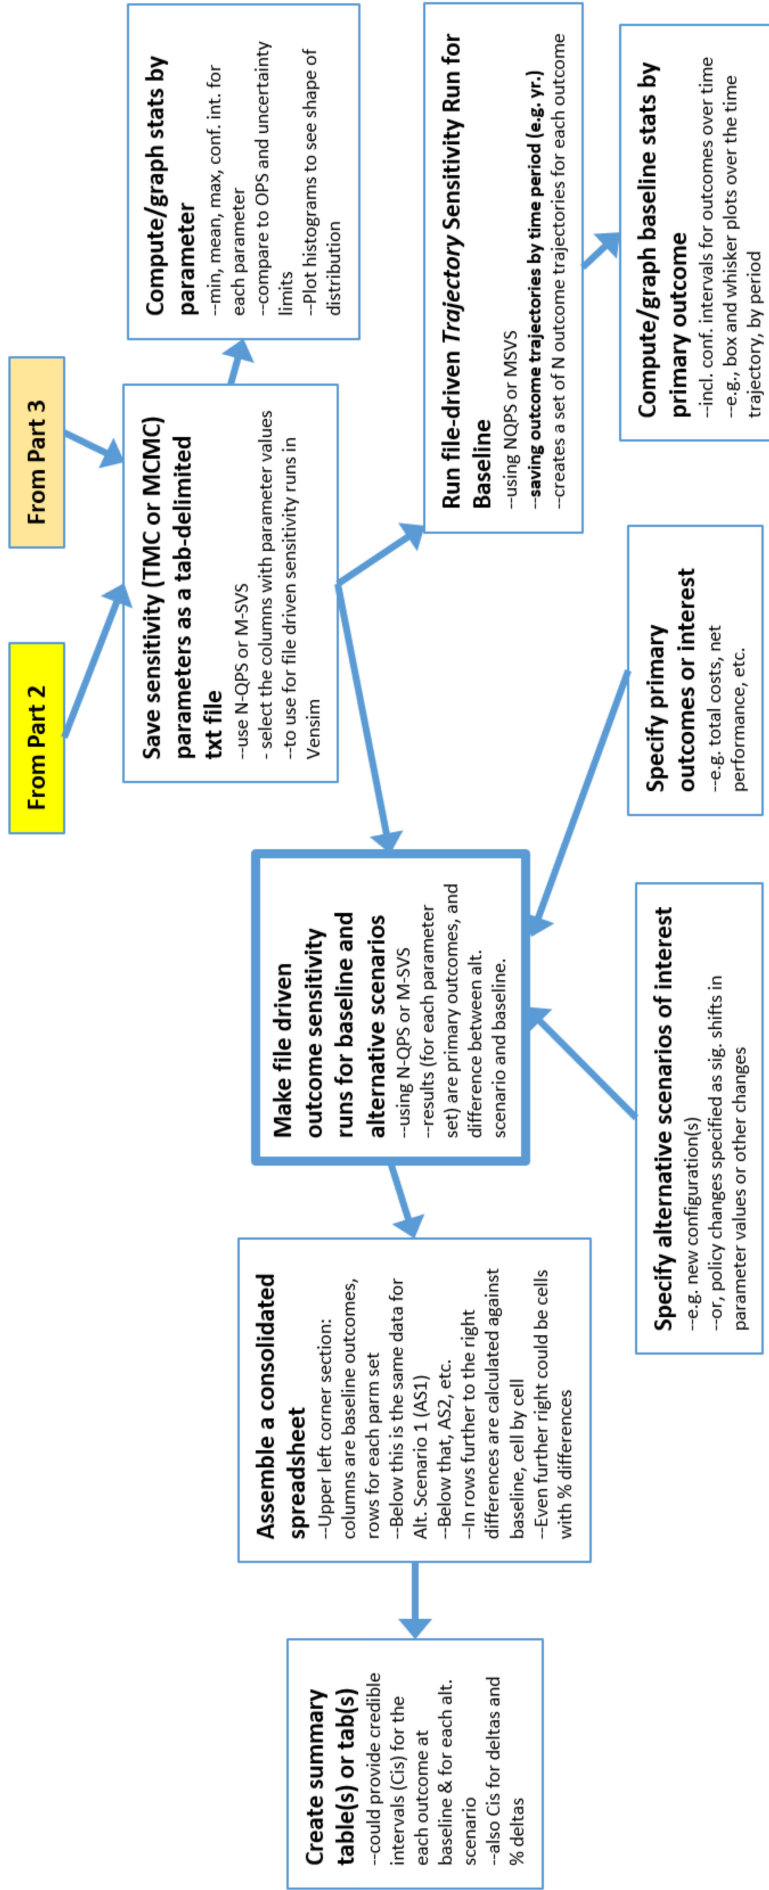 From Part 2
From Part 3
Save sensitivity (TMC or MCMC)
parameters as a tab-delimited
txt file
--use N-QPS or M-SVS
- select the columns with parameter values
--to use for file driven sensitivity runs in
Vensim
Compute/graph stats by
parameter
--min, mean, max, conf. int. for
each parameter
--compare to OPS and uncertainty
limits
--Plot histograms to see shape of
distribution
Run file-driven Trajectory Sensitivity Run for
Baseline
--using NQPS or MSVS
--saving outcome trajectories by time period (e.g. yr.)
--creates a set of N outcome trajectories for each outcome
Compute/graph baseline stats by
primary outcome
--incl. conf. intervals for outcomes over time
--e.g., box and whisker plots over the time
trajectory, by period
Make file driven
outcome sensitivity
runs for baseline and
alternative scenarios
--using N-QPS or M-SVS
--results (for each parameter
set) are primary outcomes, and
difference between alt.
scenario and baseline.
Specify primary
outcomes or interest
--e.g. total costs, net
performance, etc.
Specify alternative scenarios of interest
--e.g. new configuration(s)
--or, policy changes specified as sig. shifts in
parameter values or other changes
Assemble a consolidated
spreadsheet
--Upper left corner section:
columns are baseline outcomes,
rows for each parm set
--Below this is the same data for
Alt. Scenario 1 (AS1)
--Below that, AS2, etc.
--In rows further to the right
differences are calculated against
baseline, cell by cell
--Even further right could be cells
with % differences
Create summary
table(s) or tab(s)
--could provide credible
intervals (Cis) for the
each outcome at
baseline & for each alt.
scenario
--also Cis for deltas and
% deltas